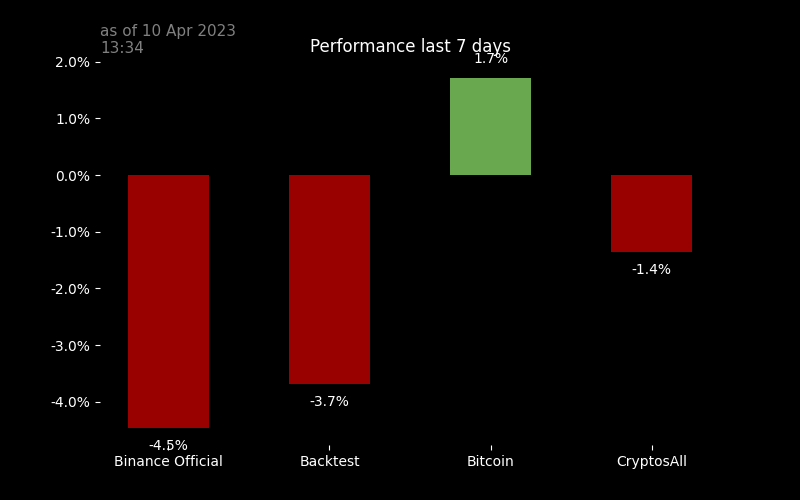 as of 10 Apr 2023
13:34
Performance last 7 days
2.0%
1.7%
1.0%
0.0%
-1.0%
-1.4%
-2.0%
-3.0%
-4.0%
-3.7%
-4.5%
Binance Official
Backtest
Bitcoin
CryptosAll